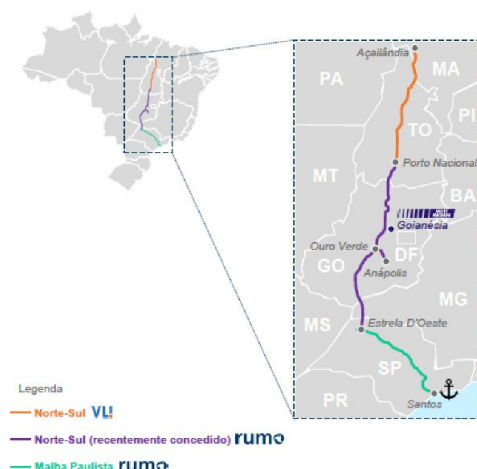 Açailândia
PA
MA
TO
PI
Porto Nacional
MT
BA
Goianésia
Ouro Verde
DF
GO
Anápolis
MG
MS
Estrela D'Oeste
SP
Santos
PR
Legenda
Norte-Sul VL!
Norte-Sul (recentemente concedido) rumo
Malha Paulista rumo